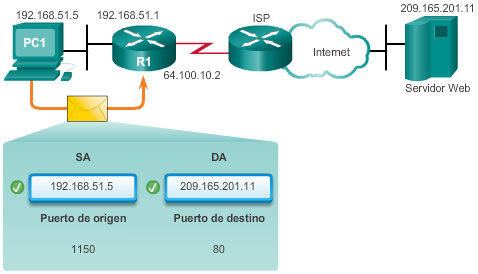 192.168.51.5
192.168.51.1
ISP
209.165.201.11
PC1
R1
Internet
64.100.10.2
Servidor Web
SA
DA
192.168.51.5
209.165.201.11
Puerto de origen
Puerto de destino
1150
80